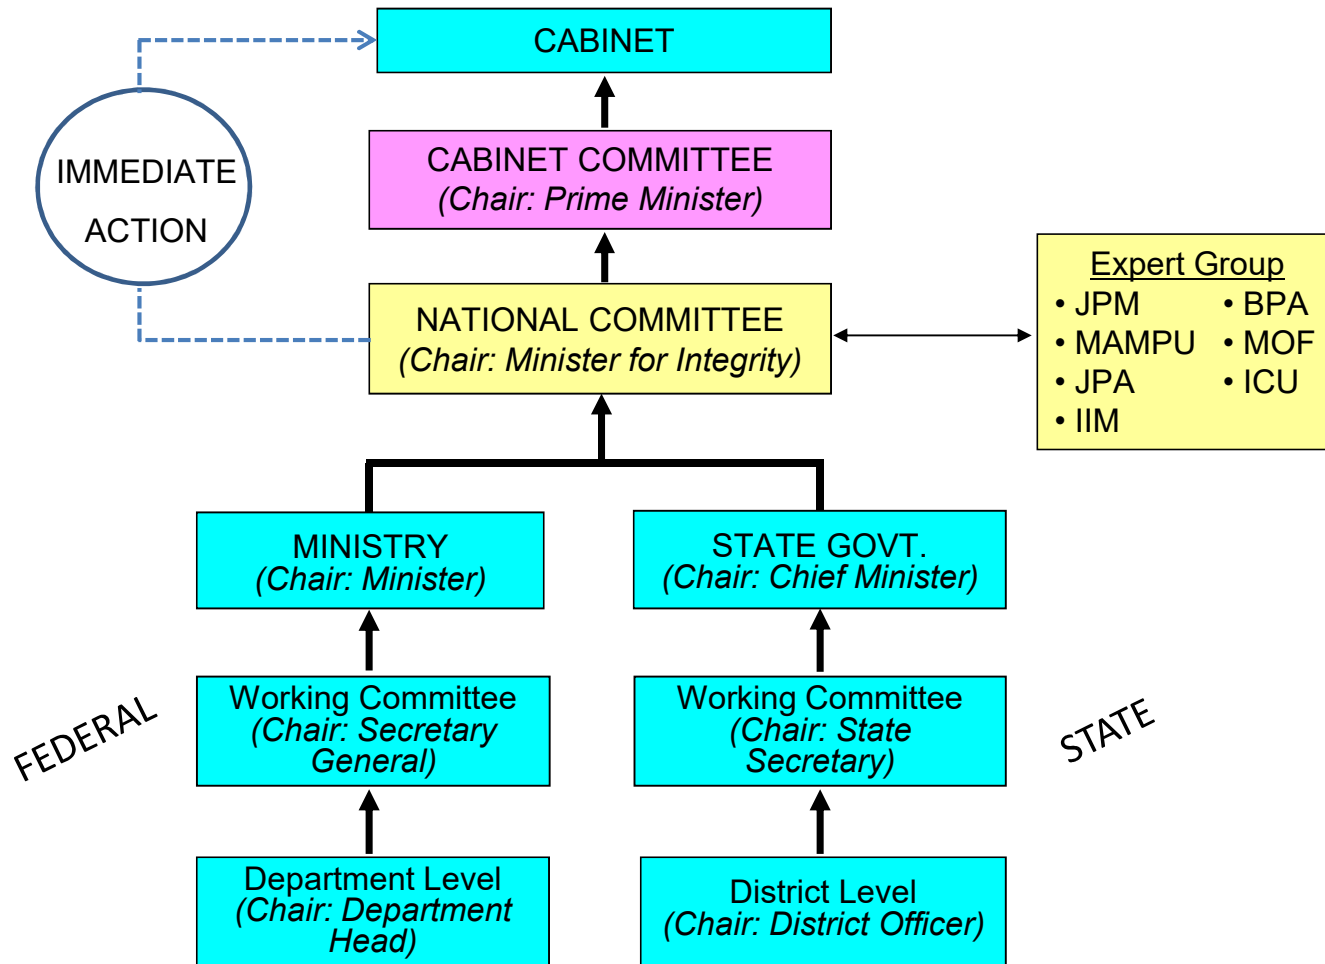 CABINET
IMMEDIATE
ACTION
CABINET COMMITTEE
(Chair: Prime Minister)
NATIONAL COMMITTEE
(Chair: Minister for Integrity)
Expert Group
• JPM
• MAMPU
• JPA
• IIM
• BPA
• MOF
• ICU
MINISTRY
(Chair: Minister)
STATE GOVT.
(Chair: Chief Minister)
FEDERAL
Working Committee
(Chair: Secretary
General)
Working Committee
(Chair: State
Secretary)
STATE
Department Level
(Chair: Department
Head)
District Level
(Chair: District Officer)